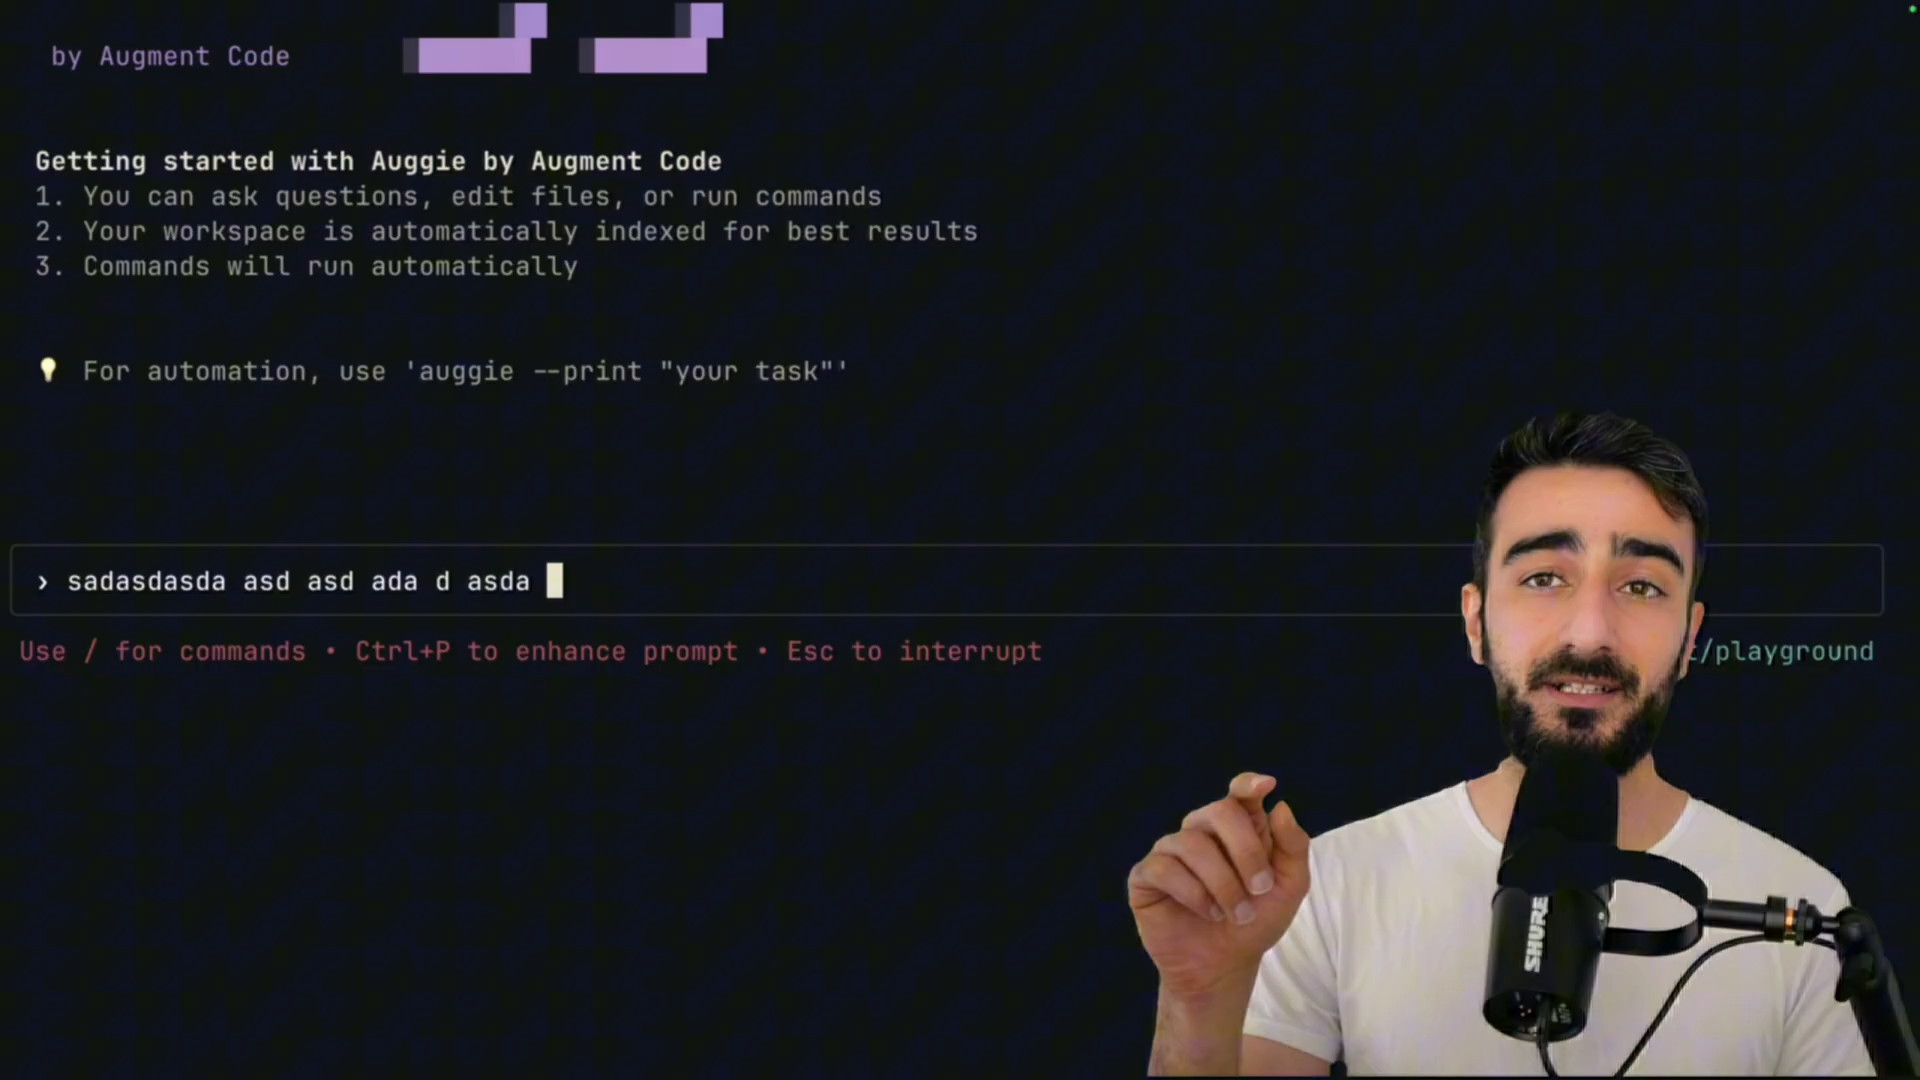 by Augment Code
Getting started with Auggie by Augment Code
1. You can ask questions, edit files, or run commands
2. Your workspace is automatically indexed for best results
3. Commands will run automatically
For automation, use 'auggie --print "your task"'
› sadasdasda asd asd ada d asda
Use / for commands • Ctrl+P to enhance prompt • Esc to interrupt
/playground
SHURE